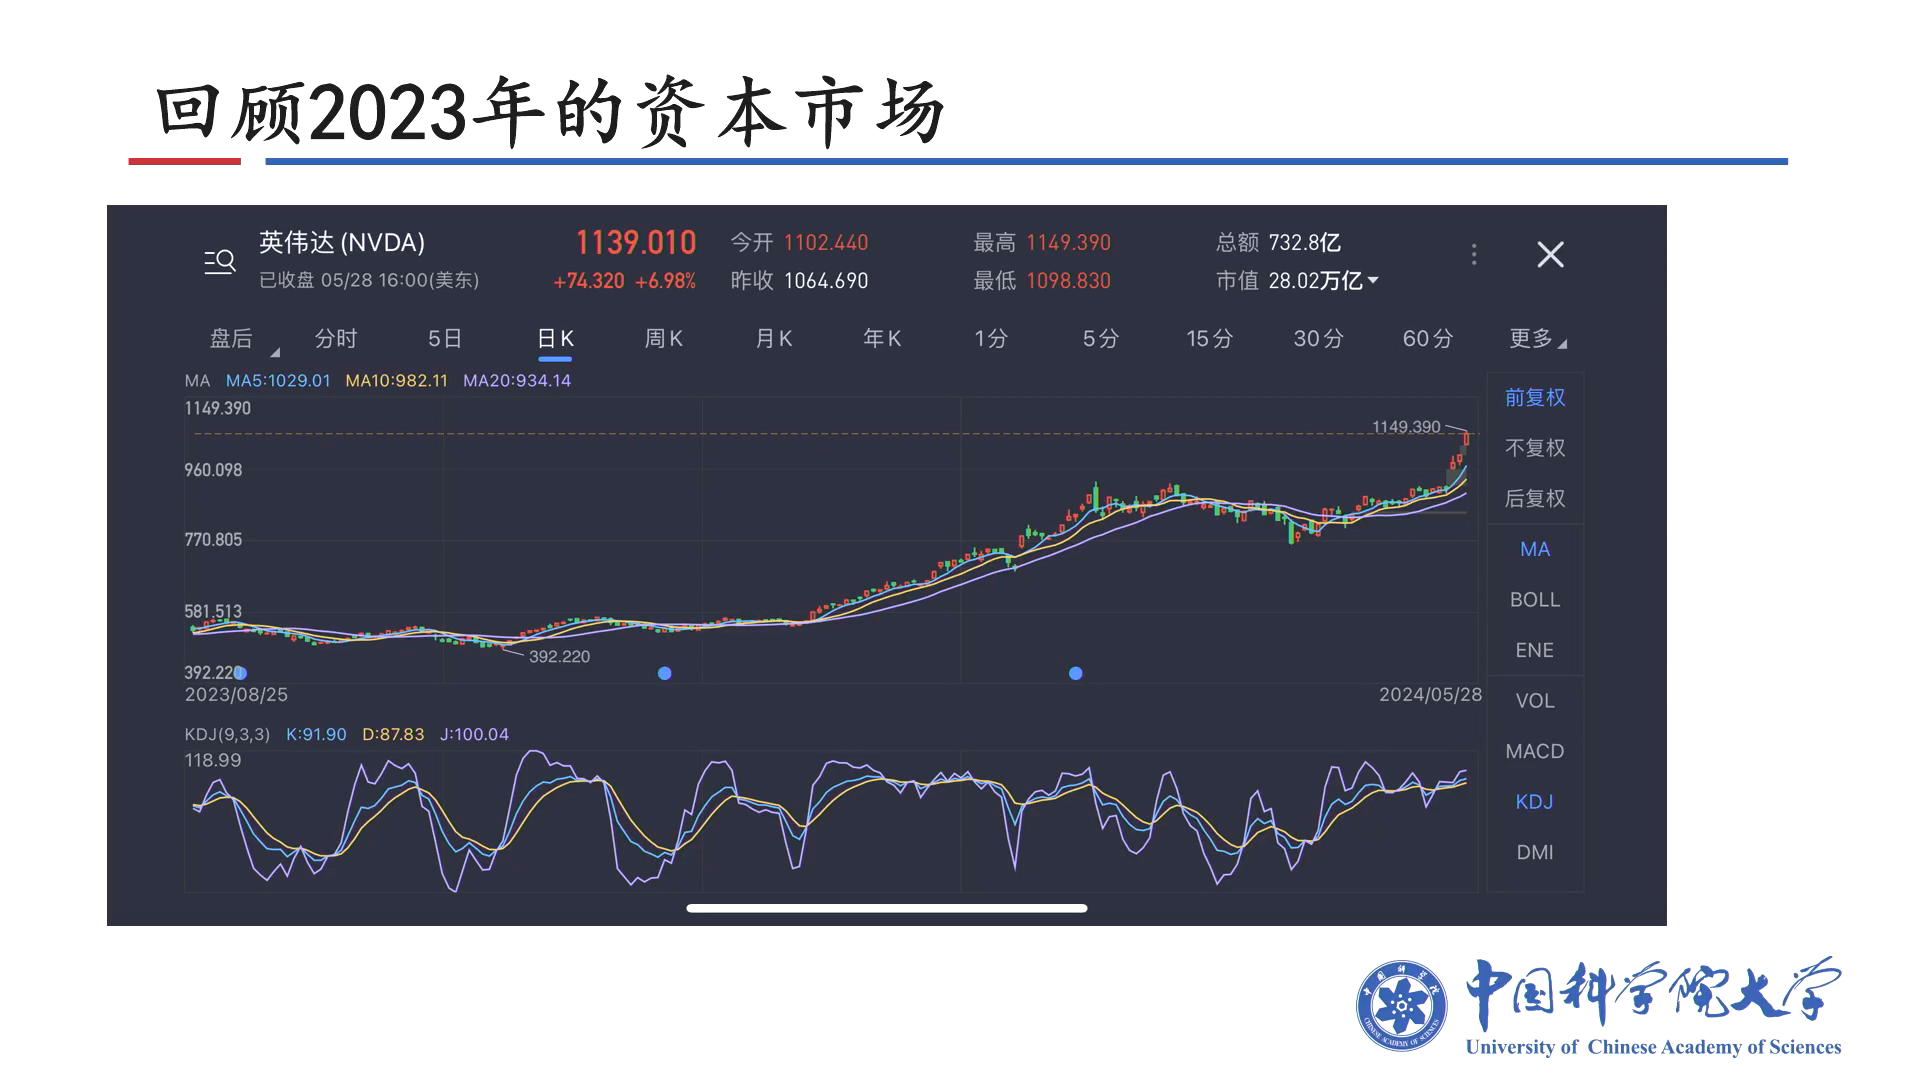 回顾2023年的资本市场
英伟达 (NVDA) 1139.010 今开 1102.440 最高 1149.390 总额 732.8亿
已收盘 05/28 16:00(美东) +74.320 +6.98% 昨收 1064.690 最低 1098.830 市值 28.02万亿
盘后 分时 5日 日K 周K 月K 年K 1分 5分 15分 30分 60分 更多
MA MA5:1029.01 MA10:982.11 MA20:934.14
1149.390
1149.390
960.098
770.805
581.513
392.220
392.220
2023/08/25 2024/05/28
KDJ(9,3,3) K:91.90 D:87.83 J:100.04
118.99
前复权
不复权
后复权
MA
BOLL
ENE
VOL
MACD
KDJ
DMI
中国科学院大学
University of Chinese Academy of Sciences